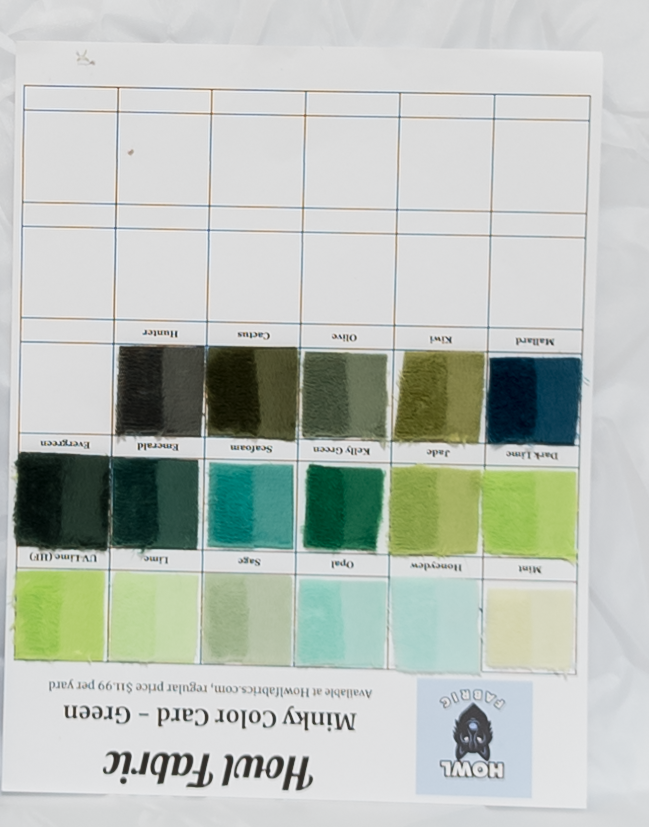 HOWL
FABRIC
Howl Fabric
Minky Color Card – Green
Available at Howlfabrics.com, regular price $11.99 per yard
Mint Honeydew Opal Sage Lime UV-Lime (HF)
Dark Lime Jade Kelly Green Seafoam Emerald Evergreen
Mallard Kiwi Olive Cactus Hunter